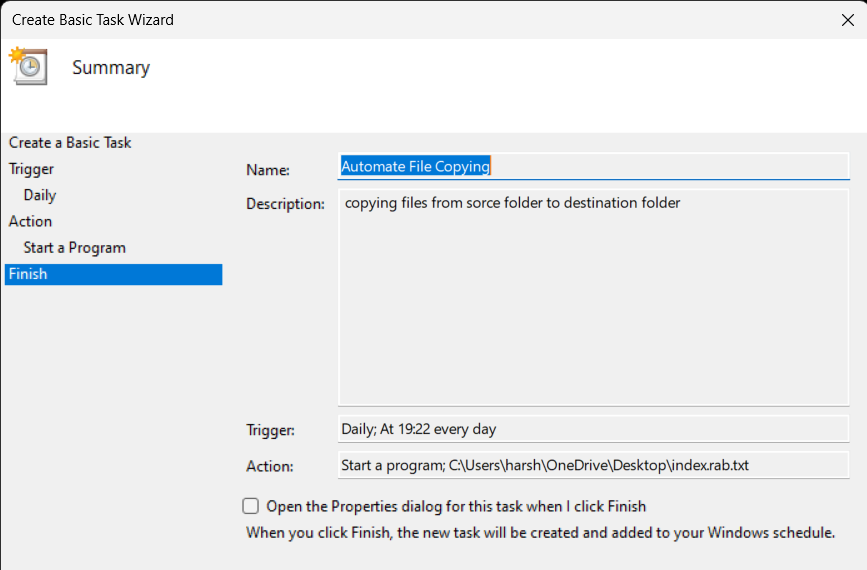 Create Basic Task Wizard
Summary
Create a Basic Task
Trigger
Daily
Action
Start a Program
Finish
Name: Automate File Copying
Description: copying files from sorce folder to destination folder
Trigger: Daily; At 19:22 every day
Action: Start a program; C:\Users\harsh\OneDrive\Desktop\index.rab.txt
Open the Properties dialog for this task when I click Finish
When you click Finish, the new task will be created and added to your Windows schedule.